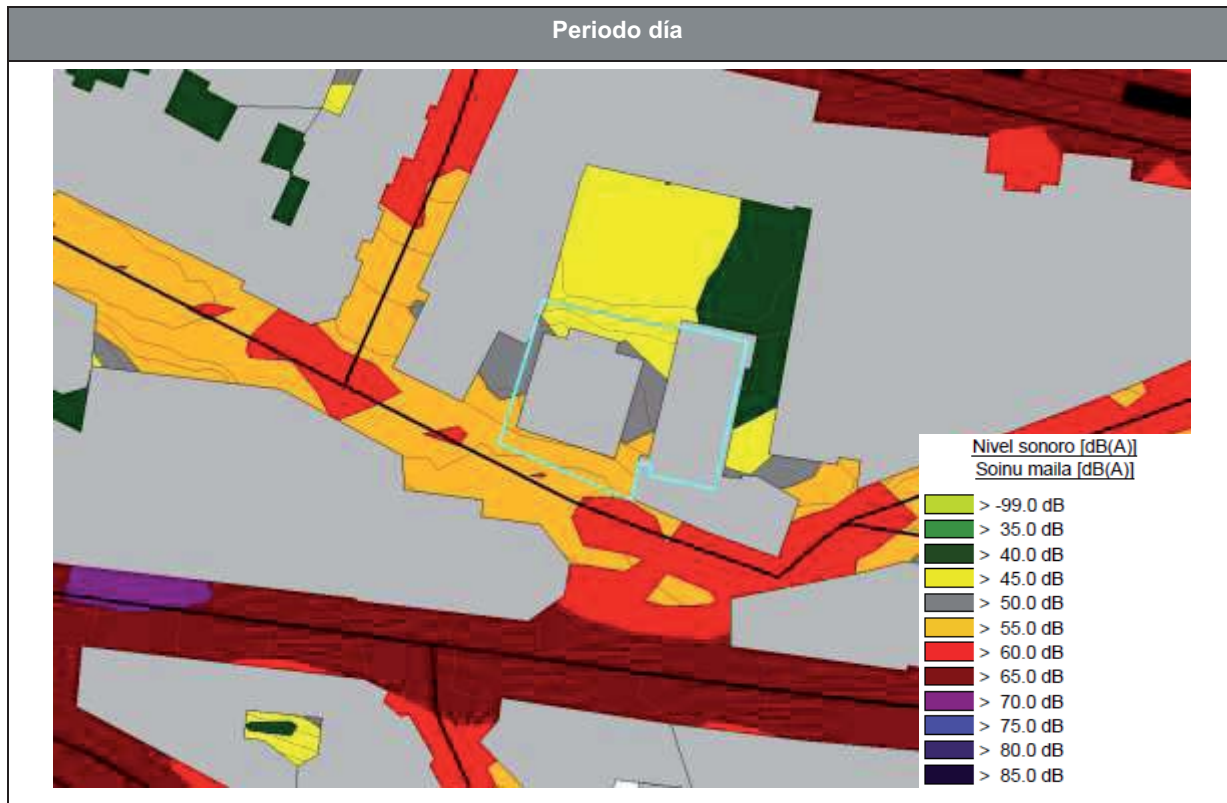 Periodo día
Nivel sonoro [dB(A)]
Soinu maila [dB(A)]
> -99.0 dB
> 35.0 dB
> 40.0 dB
> 45.0 dB
> 50.0 dB
> 55.0 dB
> 60.0 dB
> 65.0 dB
> 70.0 dB
> 75.0 dB
> 80.0 dB
> 85.0 dB